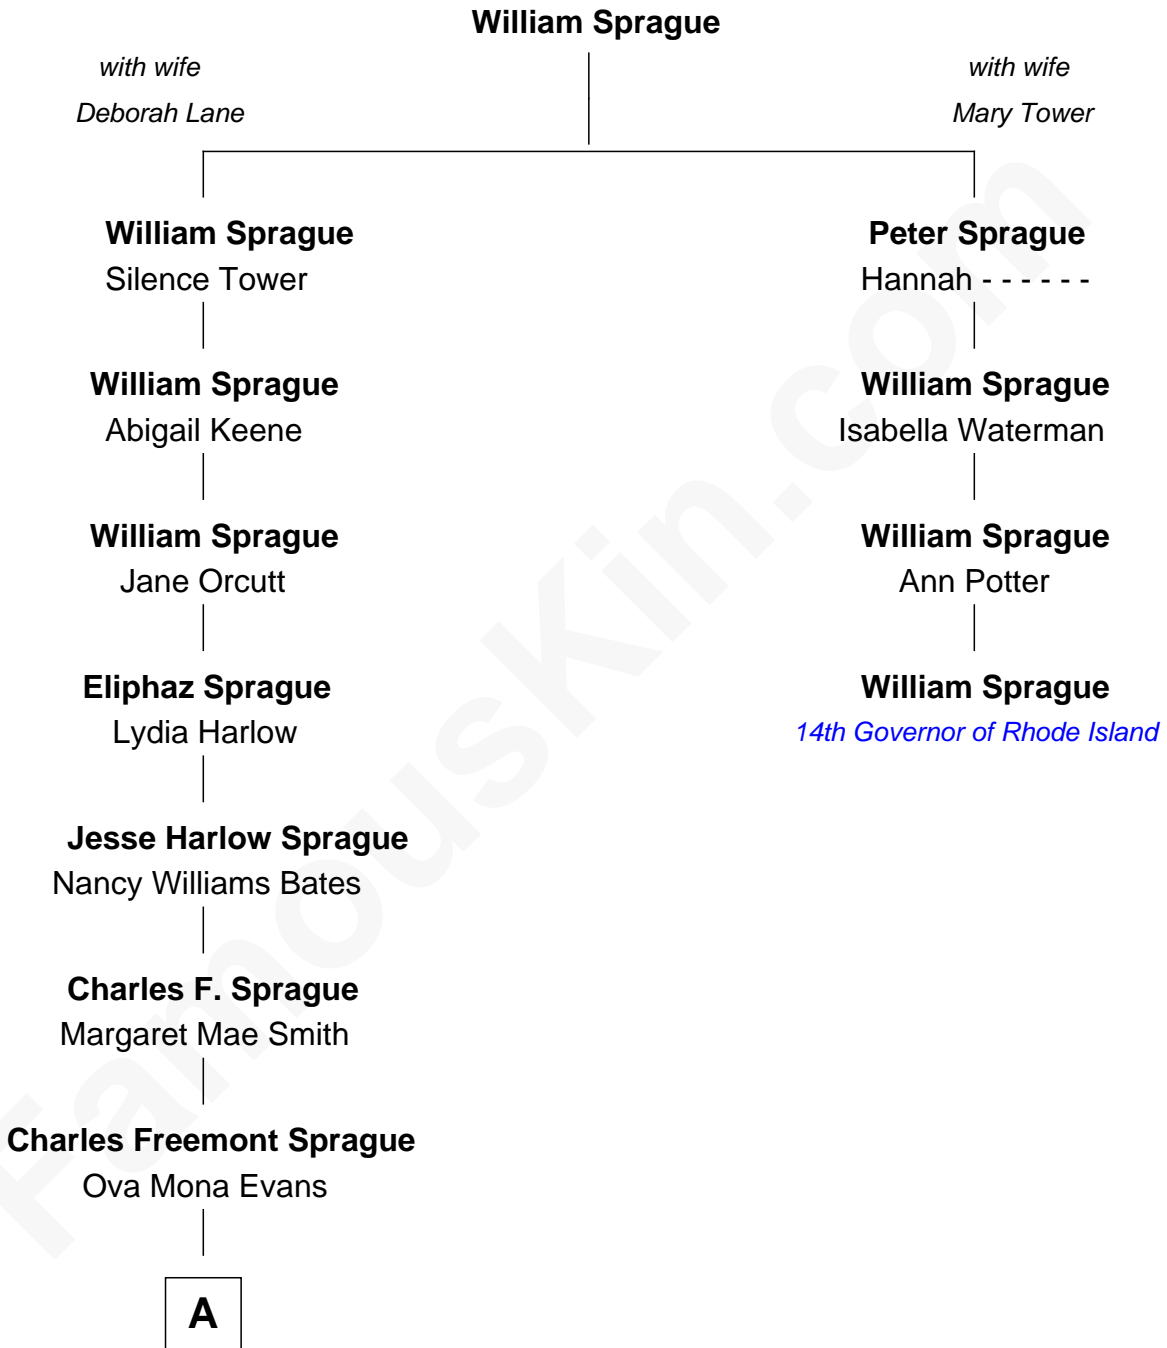 William Sprague
with wife
Deborah Lane
with wife
Mary Tower
William Sprague
Silence Tower
Peter Sprague
Hannah - - - - - -
William Sprague
Abigail Keene
William Sprague
Isabella Waterman
William Sprague
Jane Orcutt
William Sprague
Ann Potter
Eliphaz Sprague
Lydia Harlow
William Sprague
14th Governor of Rhode Island
Jesse Harlow Sprague
Nancy Williams Bates
Charles F. Sprague
Margaret Mae Smith
Charles Freemont Sprague
Ova Mona Evans
A
FamousKin.com